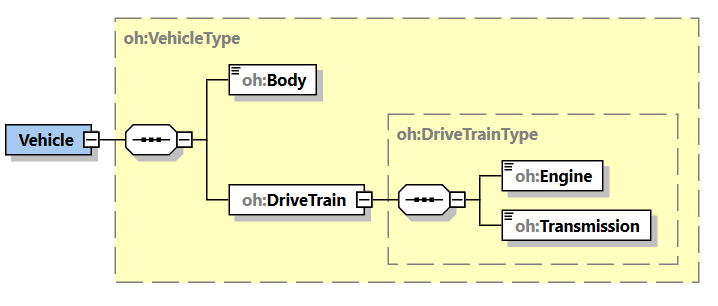 oh:VehicleType
oh:Body
Vehicle
oh:DriveTrainType
oh:Engine
oh:DriveTrain
oh:Transmission